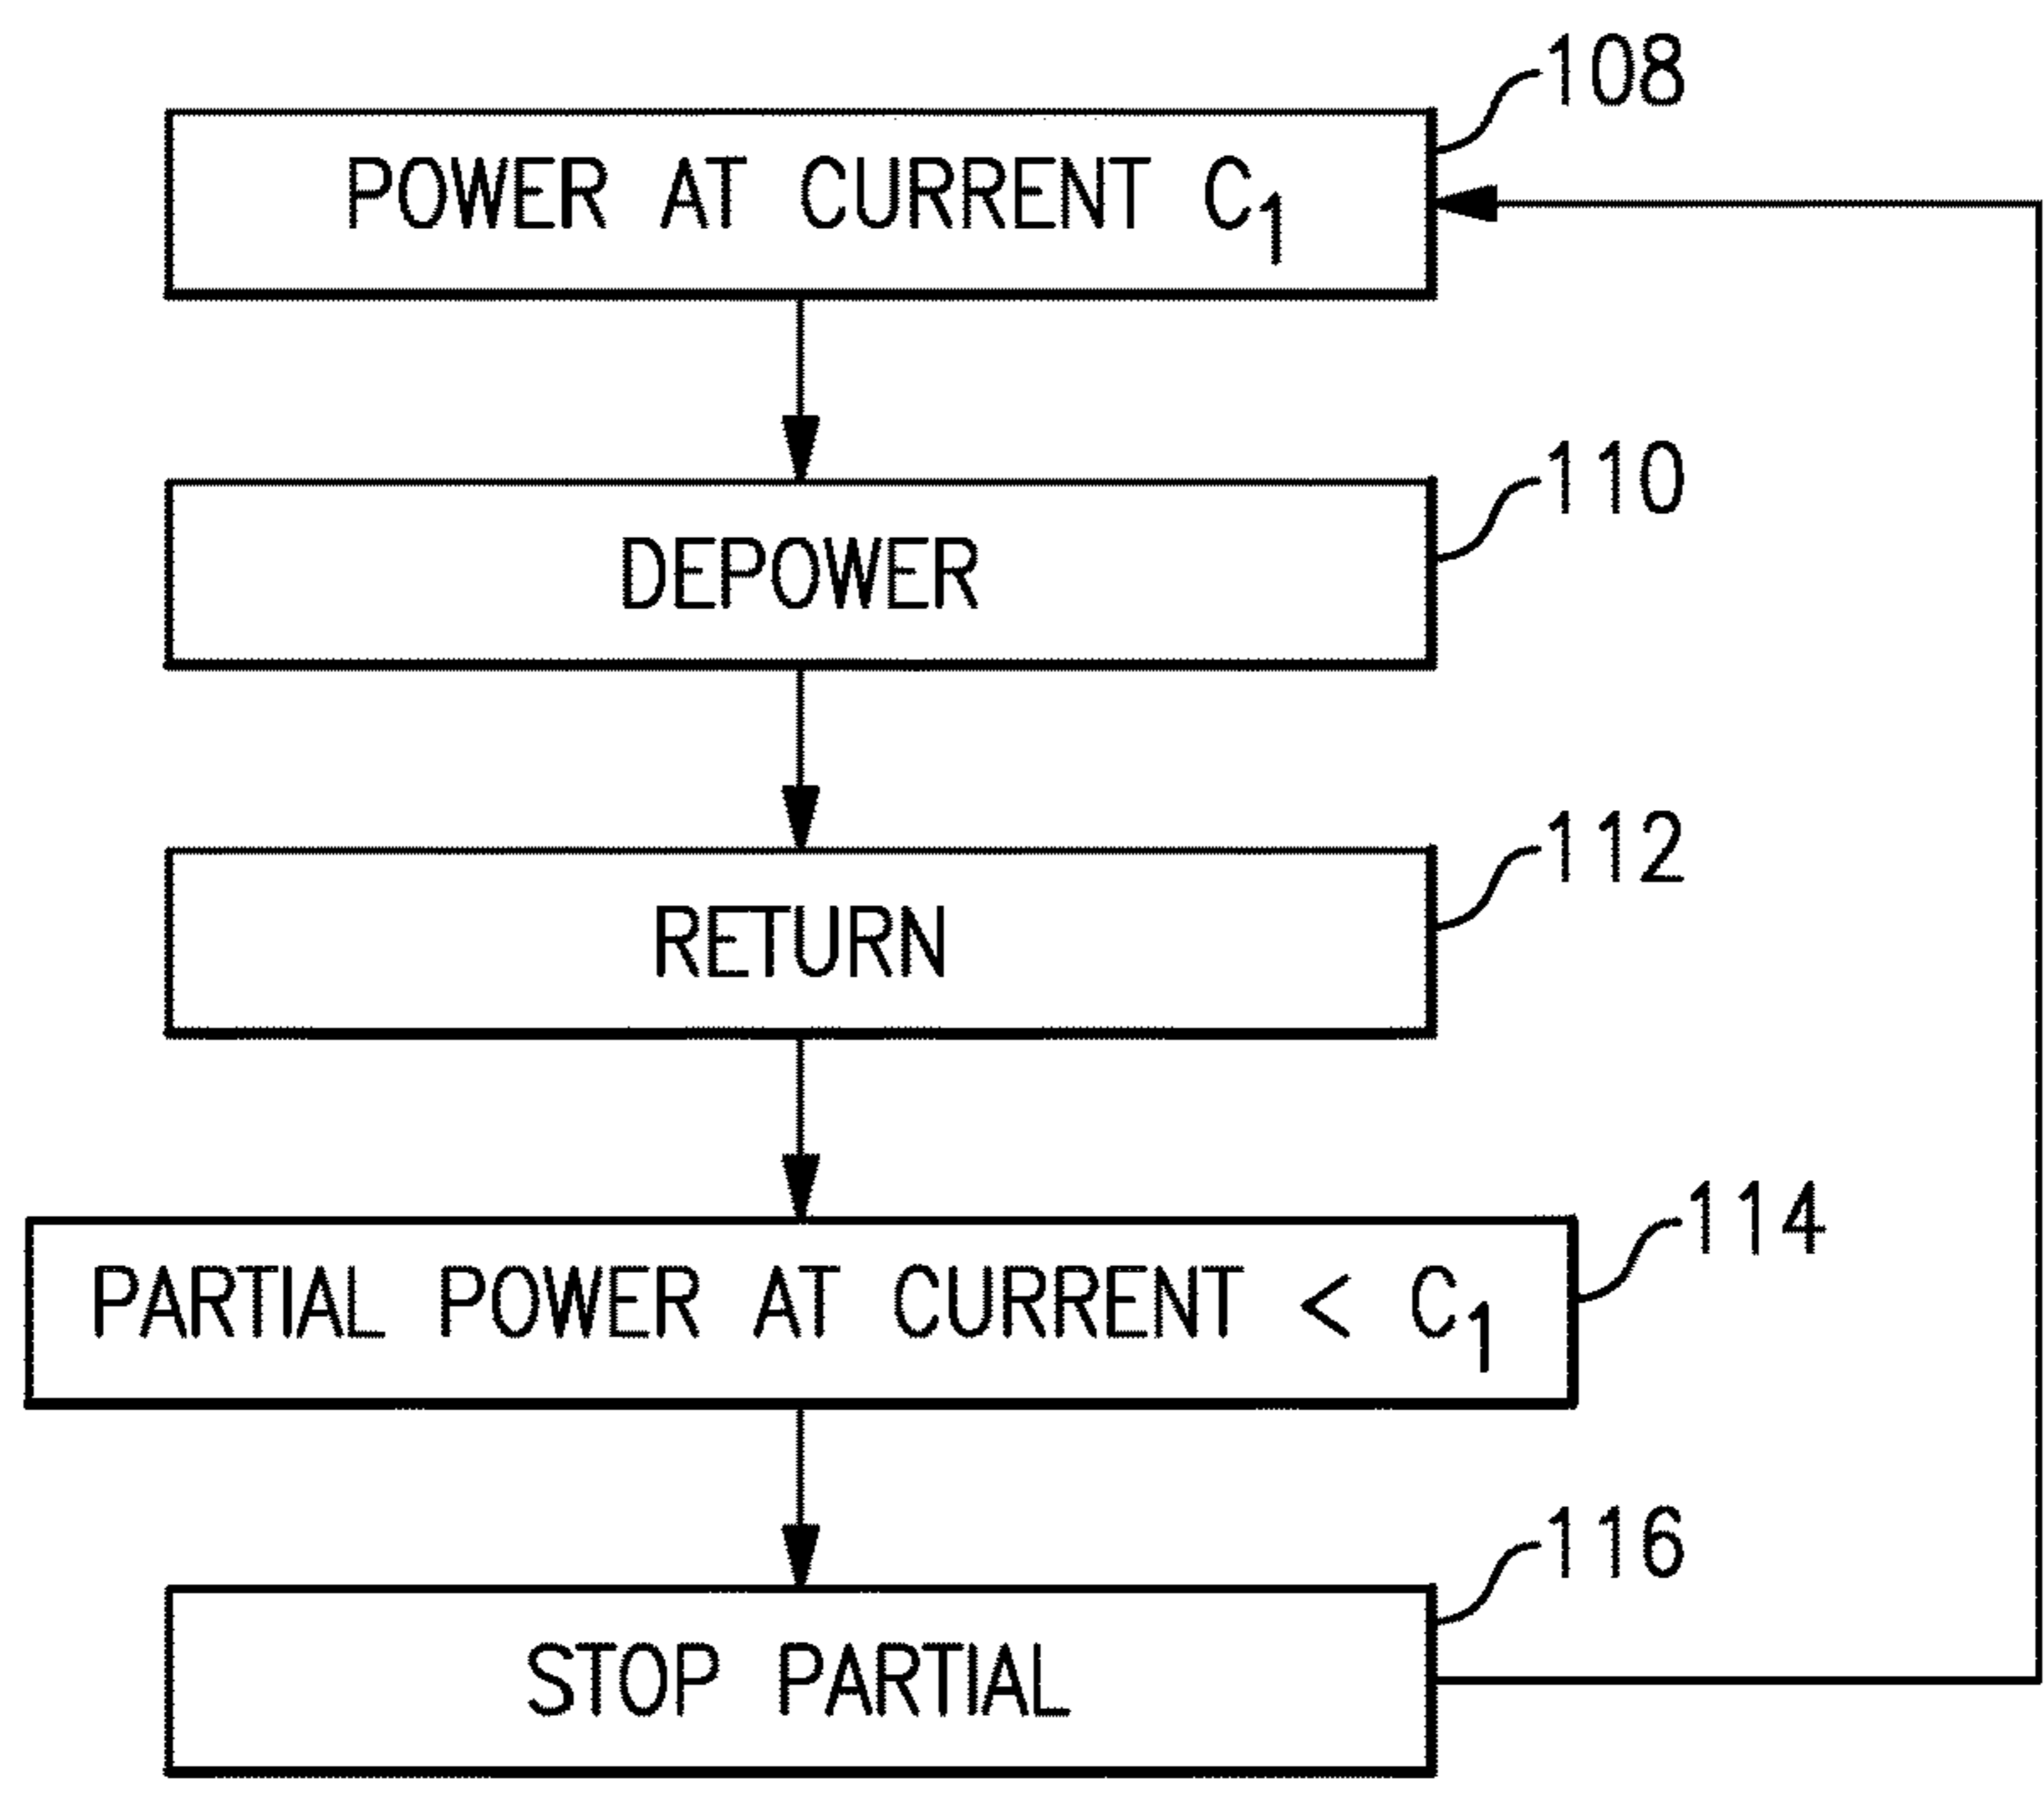 108
POWER AT CURRENT C₁
110
DEPOWER
112
RETURN
114
PARTIAL POWER AT CURRENT < C₁
116
STOP PARTIAL